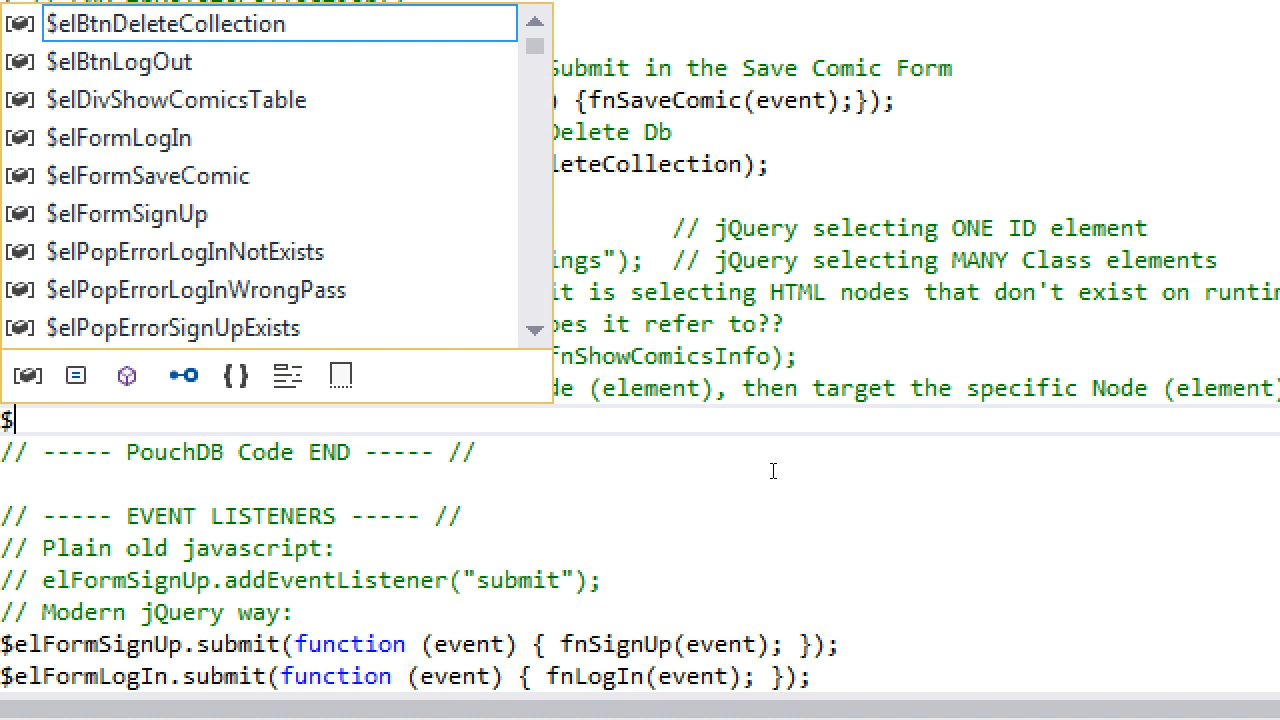 $elBtnDeleteCollection
$elBtnLogOut
$elDivShowComicsTable
$elFormLogIn
$elFormSaveComic
$elFormSignUp
$elPopErrorLogInNotExists
$elPopErrorLogInWrongPass
$elPopErrorSignUpExists
Submit in the Save Comic Form
) {fnSaveComic(event);});
Delete Db
leteCollection);
// jQuery selecting ONE ID element
ings");  // jQuery selecting MANY Class elements
it is selecting HTML nodes that don't exist on runtin
oes it refer to??
fnShowComicsInfo);
de (element), then target the specific Node (element)
$
// ----- PouchDB Code END ----- //
// ----- EVENT LISTENERS ----- //
// Plain old javascript:
// elFormSignUp.addEventListener("submit");
// Modern jQuery way:
$elFormSignUp.submit(function (event) { fnSignUp(event); });
$elFormLogIn.submit(function (event) { fnLogIn(event); });